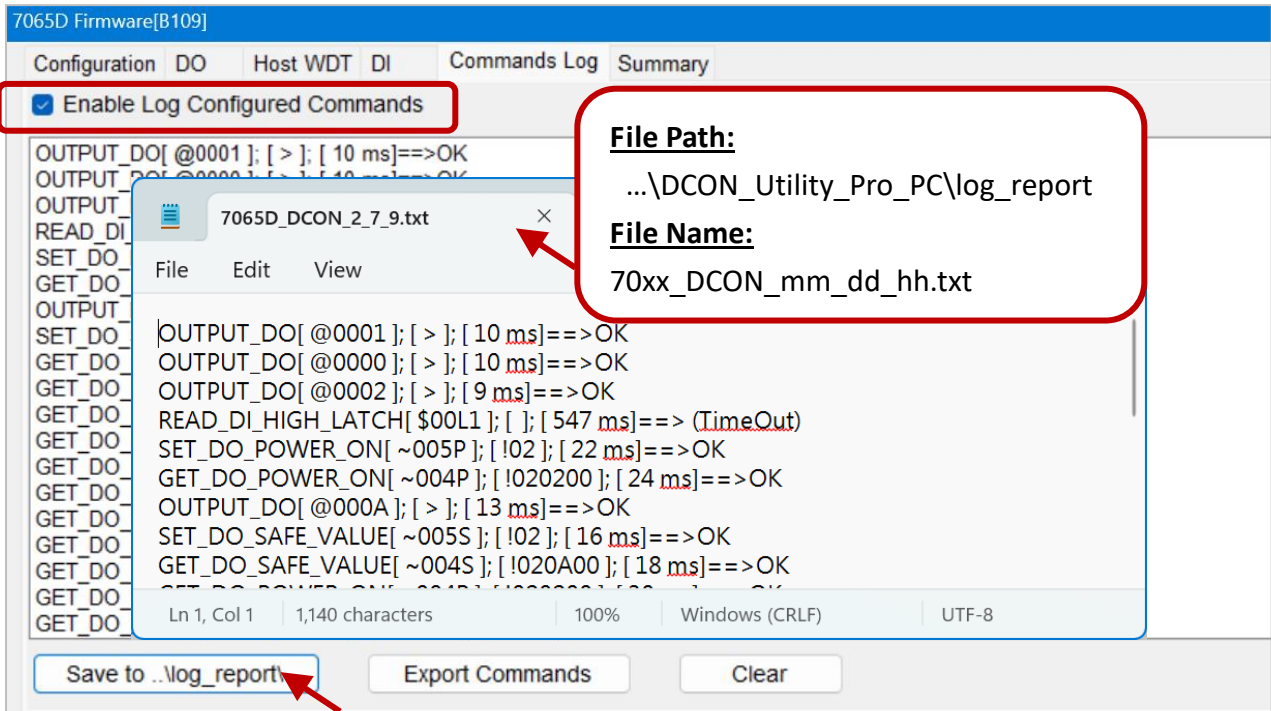 7065D Firmware[B109]
Configuration DO Host WDT DI Commands Log Summary
Enable Log Configured Commands
File Path:
...\DCON_Utility_Pro_PC\log_report
File Name:
70xx_DCON_mm_dd_hh.txt
OUTPUT_DO[ @0001 ]; [ > ]; [ 10 ms]==>OK
OUTPUT_DO[ @0000 ]; [ > ]; [ 10 ms]==>OK
OUTPUT_
READ_DI_
SET_DO_
GET_DO_
OUTPUT_
SET_DO_
GET_DO_
GET_DO_
GET_DO_
GET_DO_
GET_DO_
GET_DO_
GET_DO_
GET_DO_
GET_DO_
GET_DO_
GET_DO_
7065D_DCON_2_7_9.txt
File Edit View
OUTPUT_DO[ @0001 ]; [ > ]; [ 10 ms]==>OK
OUTPUT_DO[ @0000 ]; [ > ]; [ 10 ms]==>OK
OUTPUT_DO[ @0002 ]; [ > ]; [ 9 ms]==>OK
READ_DI_HIGH_LATCH[ $00L1 ]; [ ]; [ 547 ms]==> (TimeOut)
SET_DO_POWER_ON[ ~005P ]; [ !02 ]; [ 22 ms]==>OK
GET_DO_POWER_ON[ ~004P ]; [ !020200 ]; [ 24 ms]==>OK
OUTPUT_DO[ @000A ]; [ > ]; [ 13 ms]==>OK
SET_DO_SAFE_VALUE[ ~005S ]; [ !02 ]; [ 16 ms]==>OK
GET_DO_SAFE_VALUE[ ~004S ]; [ !020A00 ]; [ 18 ms]==>OK
Ln 1, Col 1 1,140 characters 100% Windows (CRLF) UTF-8
Save to ..\log_report\ Export Commands Clear